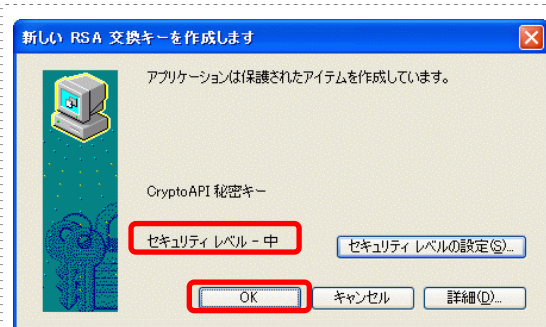 新しい RSA 交換キーを作成します
アプリケーションは保護されたアイテムを作成しています。
CryptoAPI 秘密キー
セキュリティ レベル - 中
セキュリティ レベルの設定(S)...
OK
キャンセル
詳細(D)...